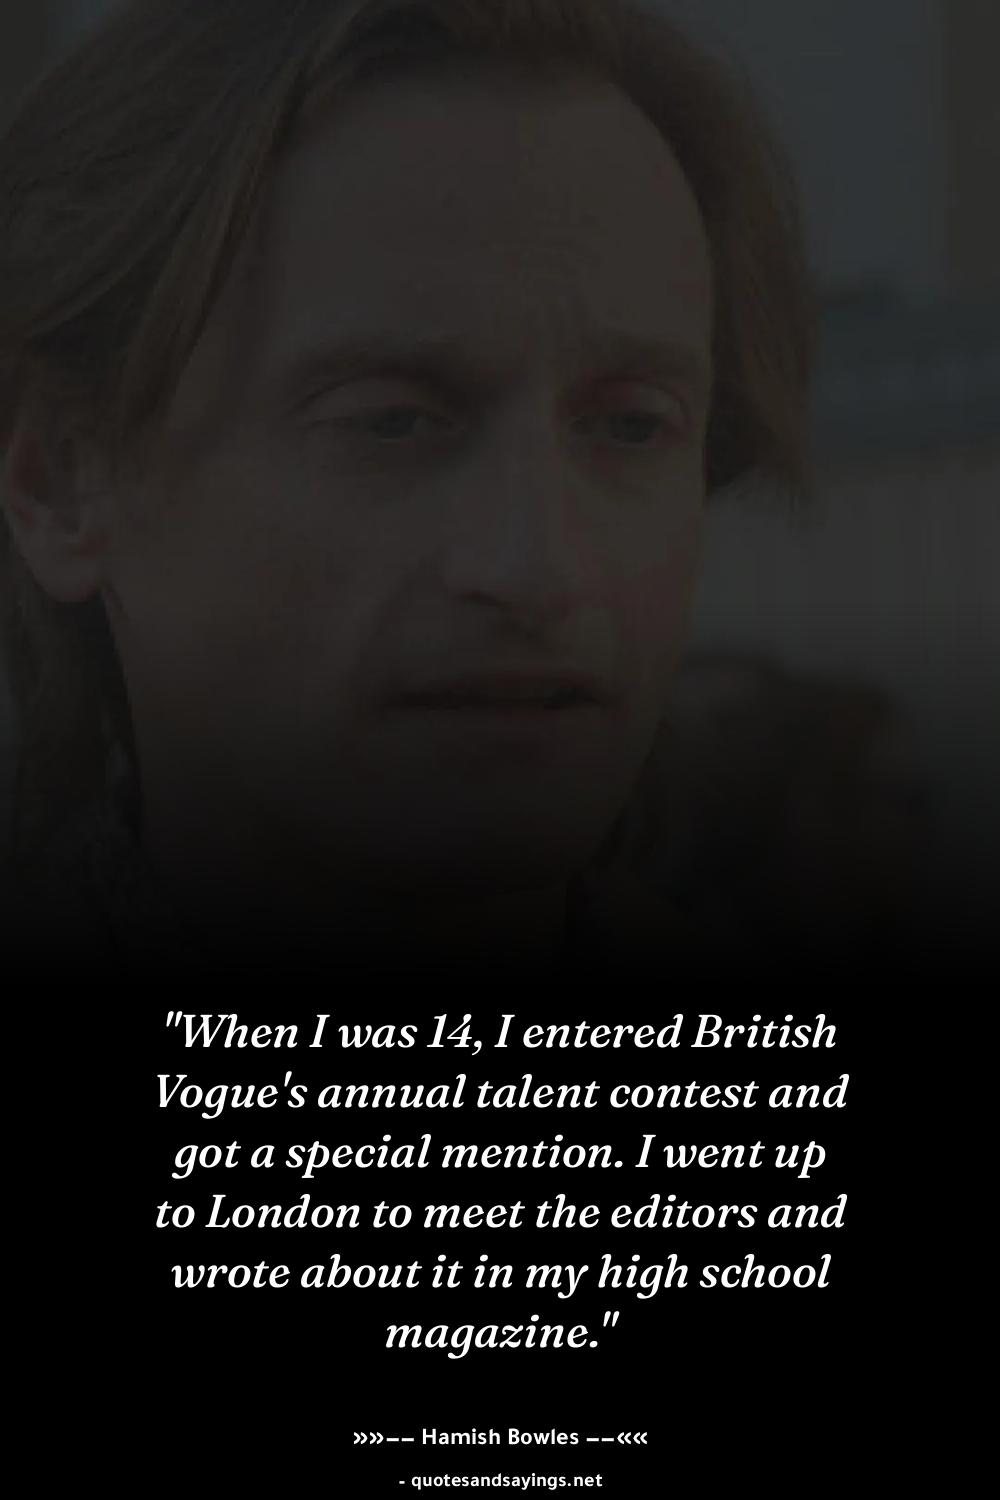 "When I was 14, I entered British
Vogue's annual talent contest and
got a special mention. I went up
to London to meet the editors and
wrote about it in my high school
magazine."
»»–– Hamish Bowles ––««
- quotesandsayings.net